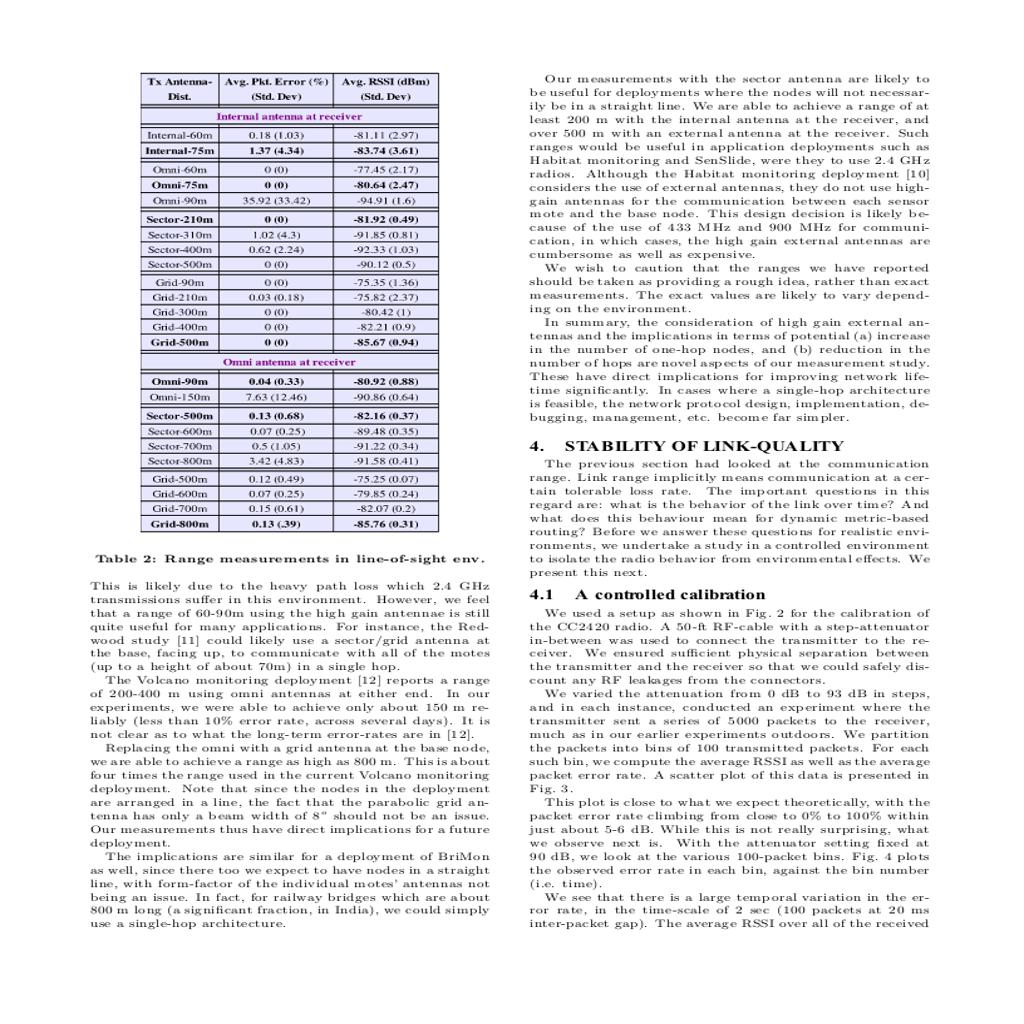 Tx Antenna- Avg. Pkt. Error (%) Avg. RSSI (dBm)
Dist. (Std. Dev) (Std. Dev)
Internal antenna at receiver
Internal-60m 0.18 (1.03) -81.11 (2.97)
Internal-75m 1.37 (4.34) -83.74 (3.61)
Omni-60m 0 (0) -77.45 (2.17)
Omni-75m 0 (0) -80.64 (2.47)
Omni-90m 35.92 (33.42) -94.91 (1.6)
Sector-210m 0 (0) -81.92 (0.49)
Sector-310m 1.02 (4.3) -91.85 (0.81)
Sector-400m 0.62 (2.24) -92.33 (1.03)
Sector-500m 0 (0) -90.12 (0.5)
Grid-90m 0 (0) -75.35 (1.36)
Grid-210m 0.03 (0.18) -75.82 (2.37)
Grid-300m 0 (0) -80.42 (1)
Grid-400m 0 (0) -82.21 (0.9)
Grid-500m 0 (0) -85.67 (0.94)
Omni antenna at receiver
Omni-90m 0.04 (0.33) -80.92 (0.88)
Omni-150m 7.63 (12.46) -90.86 (0.64)
Sector-500m 0.13 (0.68) -82.16 (0.37)
Sector-600m 0.07 (0.25) -89.48 (0.35)
Sector-700m 0.5 (1.05) -91.22 (0.34)
Sector-800m 3.42 (4.83) -91.58 (0.41)
Grid-500m 0.12 (0.49) -75.25 (0.07)
Grid-600m 0.07 (0.25) -79.85 (0.24)
Grid-700m 0.15 (0.61) -82.07 (0.2)
Grid-800m 0.13 (.39) -85.76 (0.31)
Table 2: Range measurements in line-of-sight env.
This is likely due to the heavy path loss which 2.4 GHz
transmissions suffer in this environment. However, we feel
that a range of 60-90m using the high gain antennae is still
quite useful for many applications. For instance, the Red-
wood study [11] could likely use a sector/grid antenna at
the base, facing up, to communicate with all of the motes
(up to a height of about 70m) in a single hop.
The Volcano monitoring deployment [12] reports a range
of 200-400 m using omni antennas at either end. In our
experiments, we were able to achieve only about 150 m re-
liably (less than 10% error rate, across several days). It is
not clear as to what the long-term error-rates are in [12].
Replacing the omni with a grid antenna at the base node,
we are able to achieve a range as high as 800 m. This is about
four times the range used in the current Volcano monitoring
deployment. Note that since the nodes in the deployment
are arranged in a line, the fact that the parabolic grid an-
tenna has only a beam width of 8° should not be an issue.
Our measurements thus have direct implications for a future
deployment.
The implications are similar for a deployment of BriMon
as well, since there too we expect to have nodes in a straight
line, with form-factor of the individual motes' antennas not
being an issue. In fact, for railway bridges which are about
800 m long (a significant fraction, in India), we could simply
use a single-hop architecture.
Our measurements with the sector antenna are likely to
be useful for deployments where the nodes will not necessar-
ily be in a straight line. We are able to achieve a range of at
least 200 m with the internal antenna at the receiver, and
over 500 m with an external antenna at the receiver. Such
ranges would be useful in application deployments such as
Habitat monitoring and SenSlide, were they to use 2.4 GHz
radios. Although the Habitat monitoring deployment [10]
considers the use of external antennas, they do not use high-
gain antennas for the communication between each sensor
mote and the base node. This design decision is likely be-
cause of the use of 433 MHz and 900 MHz for communi-
cation, in which cases, the high gain external antennas are
cumbersome as well as expensive.
We wish to caution that the ranges we have reported
should be taken as providing a rough idea, rather than exact
measurements. The exact values are likely to vary depend-
ing on the environment.
In summary, the consideration of high gain external an-
tennas and the implications in terms of potential (a) increase
in the number of one-hop nodes, and (b) reduction in the
number of hops are novel aspects of our measurement study.
These have direct implications for improving network life-
time significantly. In cases where a single-hop architecture
is feasible, the network protocol design, implementation, de-
bugging, management, etc. become far simpler.
4. STABILITY OF LINK-QUALITY
The previous section had looked at the communication
range. Link range implicitly means communication at a cer-
tain tolerable loss rate. The important questions in this
regard are: what is the behavior of the link over time? And
what does this behaviour mean for dynamic metric-based
routing? Before we answer these questions for realistic envi-
ronments, we undertake a study in a controlled environment
to isolate the radio behavior from environmental effects. We
present this next.
4.1 A controlled calibration
We used a setup as shown in Fig. 2 for the calibration of
the CC2420 radio. A 50-ft RF-cable with a step-attenuator
in-between was used to connect the transmitter to the re-
ceiver. We ensured sufficient physical separation between
the transmitter and the receiver so that we could safely dis-
count any RF leakages from the connectors.
We varied the attenuation from 0 dB to 93 dB in steps,
and in each instance, conducted an experiment where the
transmitter sent a series of 5000 packets to the receiver,
much as in our earlier experiments outdoors. We partition
the packets into bins of 100 transmitted packets. For each
such bin, we compute the average RSSI as well as the average
packet error rate. A scatter plot of this data is presented in
Fig. 3.
This plot is close to what we expect theoretically, with the
packet error rate climbing from close to 0% to 100% within
just about 5-6 dB. While this is not really surprising, what
we observe next is. With the attenuator setting fixed at
90 dB, we look at the various 100-packet bins. Fig. 4 plots
the observed error rate in each bin, against the bin number
(i.e. time).
We see that there is a large temporal variation in the er-
ror rate, in the time-scale of 2 sec (100 packets at 20 ms
inter-packet gap). The average RSSI over all of the received